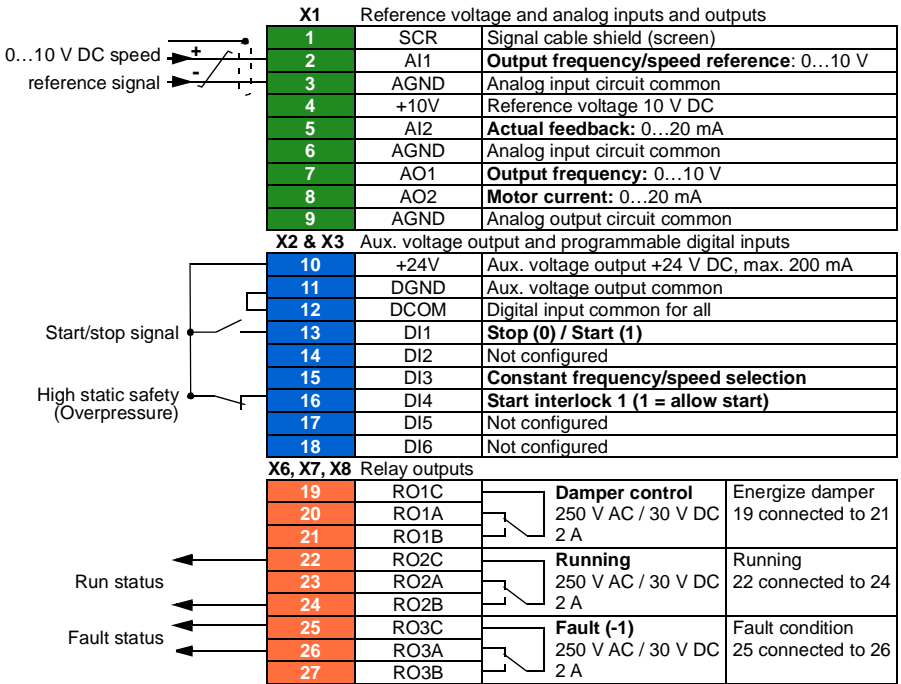 X1 Reference voltage and analog inputs and outputs
1 SCR Signal cable shield (screen)
0…10 V DC speed + 2 AI1 Output frequency/speed reference: 0…10 V
reference signal - 3 AGND Analog input circuit common
4 +10V Reference voltage 10 V DC
5 AI2 Actual feedback: 0…20 mA
6 AGND Analog input circuit common
7 AO1 Output frequency: 0…10 V
8 AO2 Motor current: 0…20 mA
9 AGND Analog output circuit common
X2 & X3 Aux. voltage output and programmable digital inputs
10 +24V Aux. voltage output +24 V DC, max. 200 mA
11 DGND Aux. voltage output common
12 DCOM Digital input common for all
Start/stop signal 13 DI1 Stop (0) / Start (1)
14 DI2 Not configured
15 DI3 Constant frequency/speed selection
High static safety 16 DI4 Start interlock 1 (1 = allow start)
(Overpressure)
17 DI5 Not configured
18 DI6 Not configured
X6, X7, X8 Relay outputs
19 RO1C Damper control Energize damper
20 RO1A 250 V AC / 30 V DC 19 connected to 21
21 RO1B 2 A
22 RO2C Running Running
Run status 23 RO2A 250 V AC / 30 V DC 22 connected to 24
24 RO2B 2 A
25 RO3C Fault (-1) Fault condition
Fault status 26 RO3A 250 V AC / 30 V DC 25 connected to 26
27 RO3B 2 A